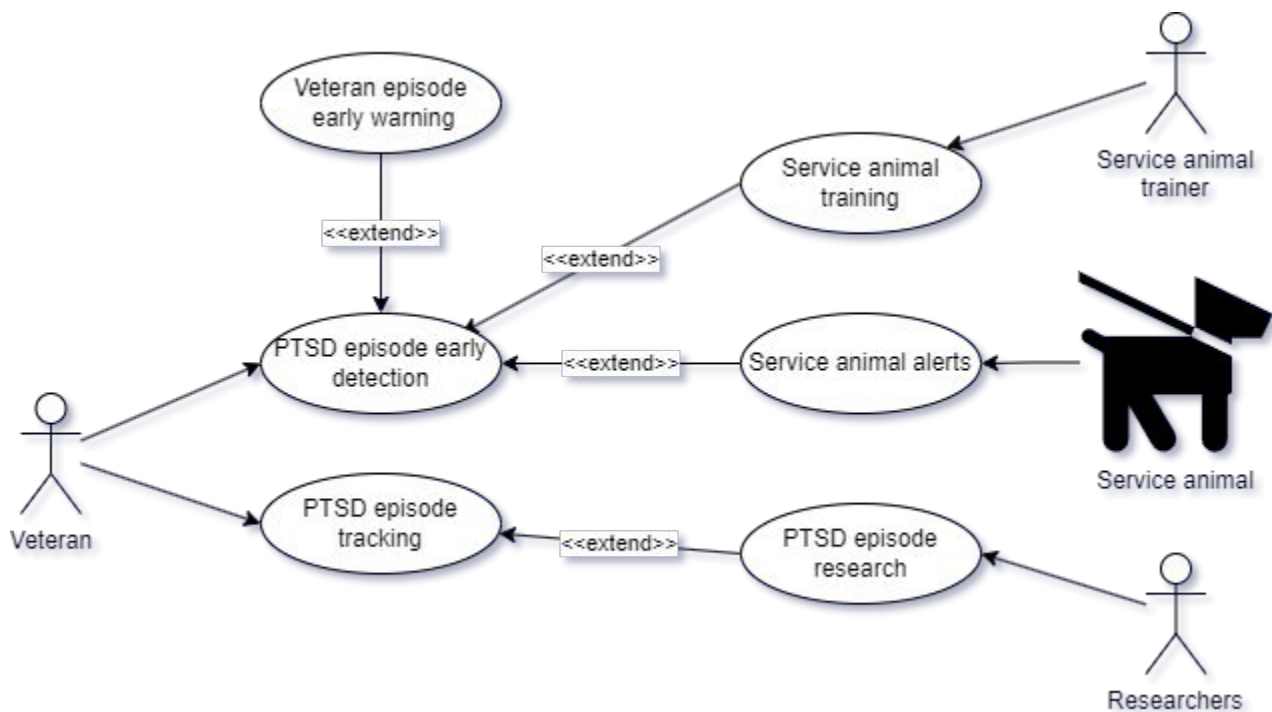 Veteran episode
early warning
Service animal
training
Service animal
trainer
<<extend>>
<<extend>>
PTSD episode early
detection
<<extend>>
Service animal alerts
Service animal
Veteran
PTSD episode
tracking
<<extend>>
PTSD episode
research
Researchers